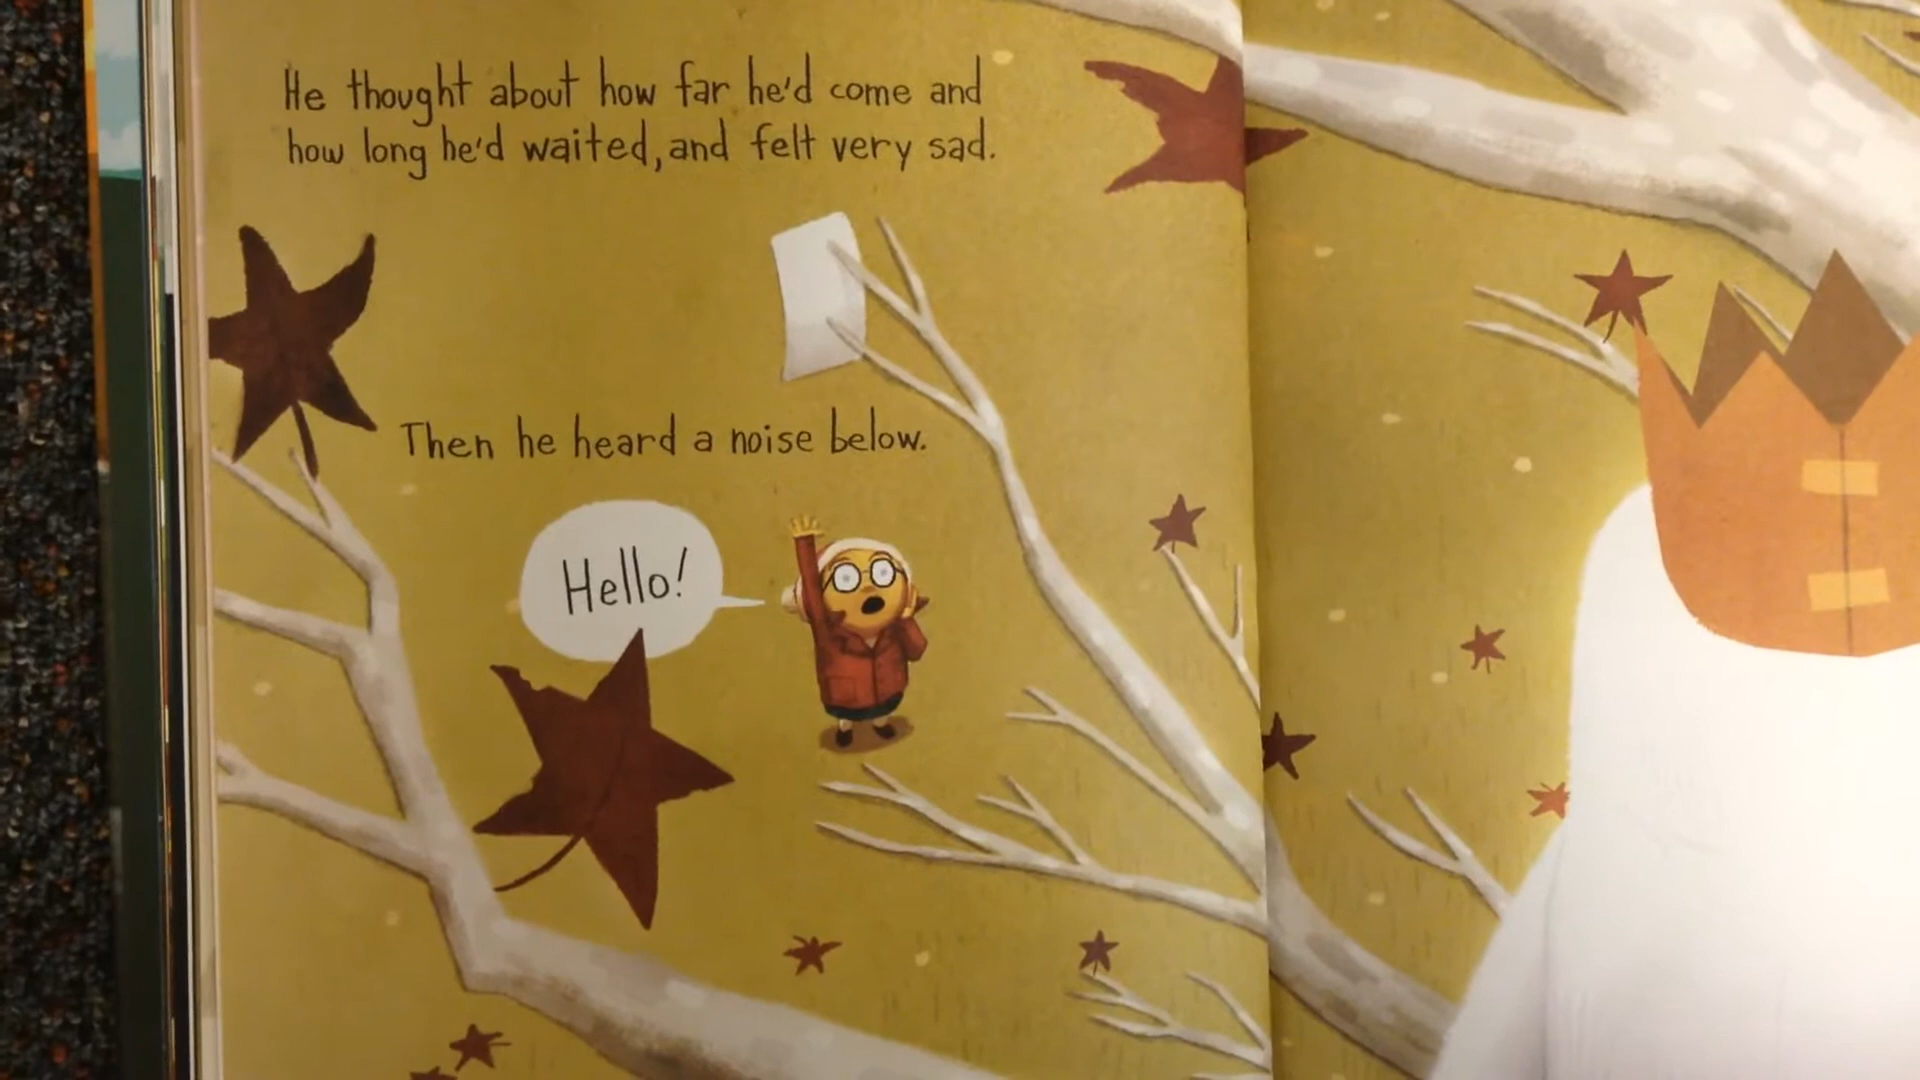 He thought about how far he'd come and
how long he'd waited, and felt very sad.
Then he heard a noise below.
Hello!